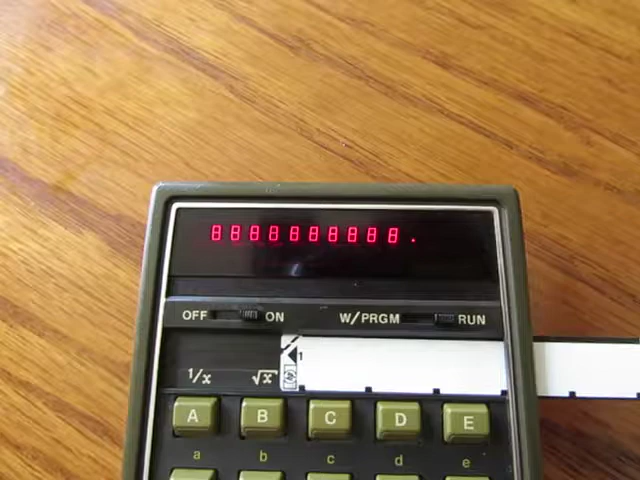 8888888888.
OFF ON W/PRGM RUN
1
1/x √x
A B C D E
a b c d e